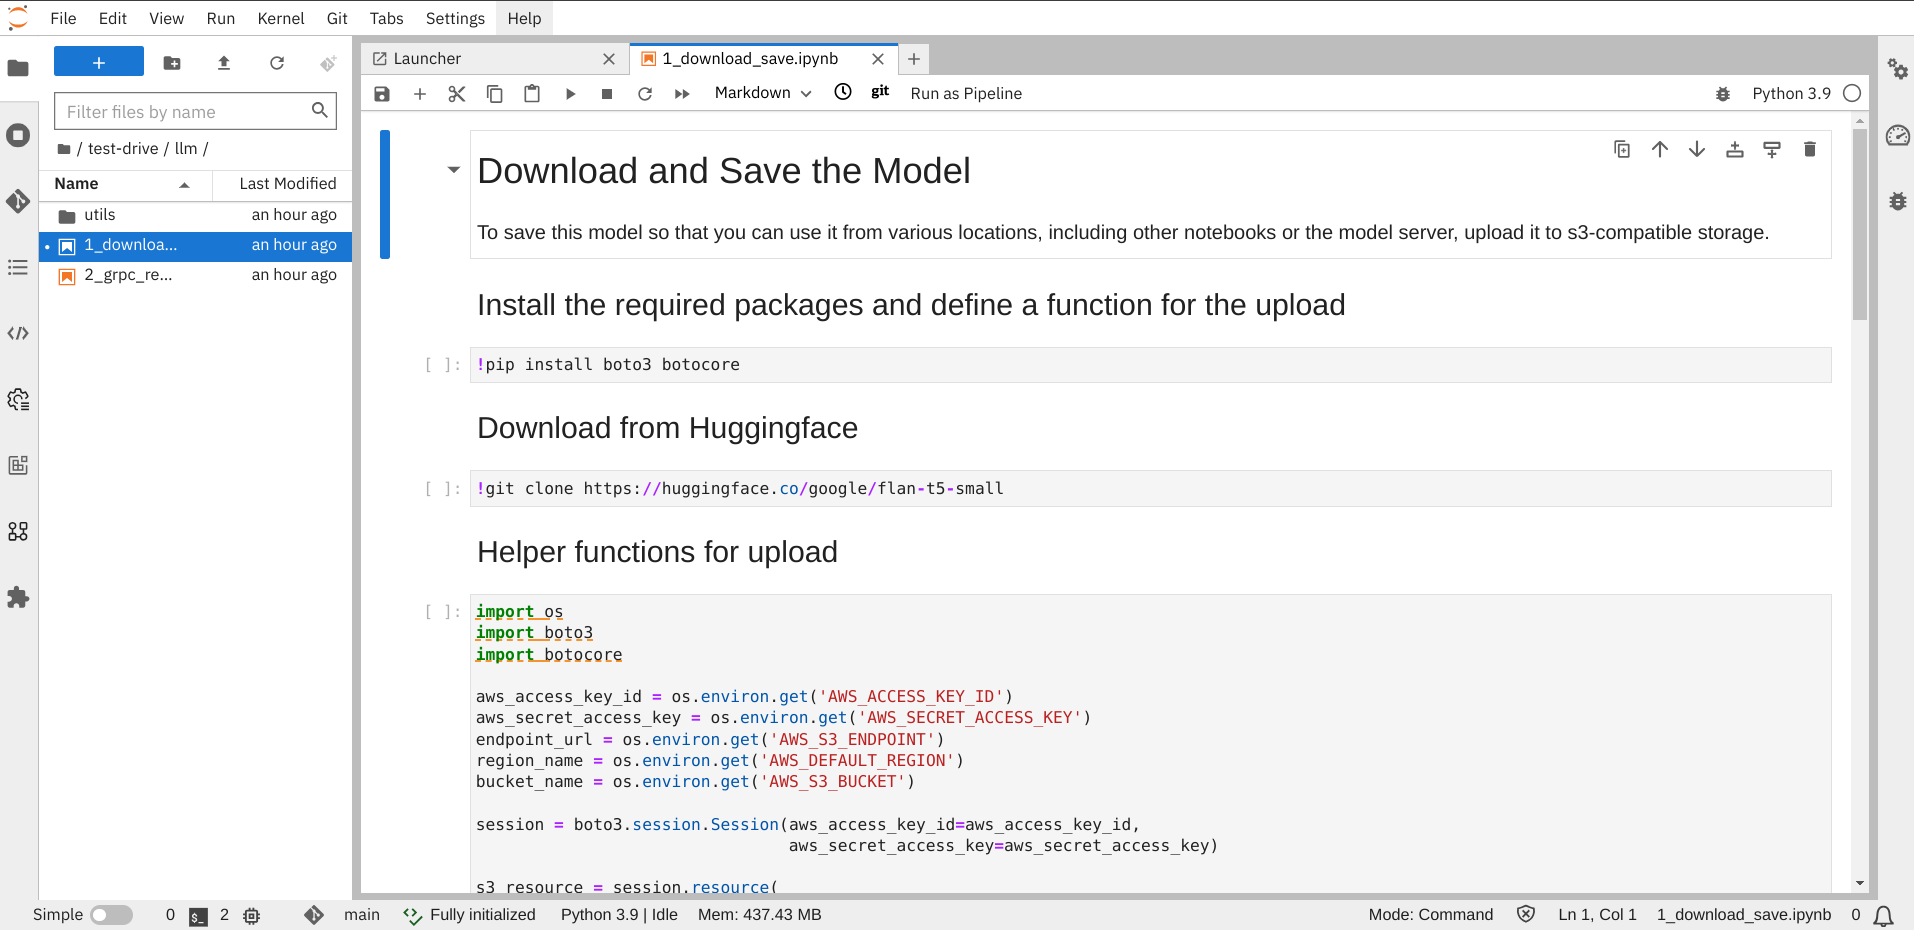 File Edit View Run Kernel Git Tabs Settings Help
+
Filter files by name
/ test-drive / llm /
Name Last Modified
utils an hour ago
1_downloa... an hour ago
2_grpc_re... an hour ago
Launcher
1_download_save.ipynb
Markdown
git
Run as Pipeline
Python 3.9
Download and Save the Model
To save this model so that you can use it from various locations, including other notebooks or the model server, upload it to s3-compatible storage.
Install the required packages and define a function for the upload
[ ]: !pip install boto3 botocore
Download from Huggingface
[ ]: !git clone https://huggingface.co/google/flan-t5-small
Helper functions for upload
[ ]: import os
import boto3
import botocore
aws_access_key_id = os.environ.get('AWS_ACCESS_KEY_ID')
aws_secret_access_key = os.environ.get('AWS_SECRET_ACCESS_KEY')
endpoint_url = os.environ.get('AWS_S3_ENDPOINT')
region_name = os.environ.get('AWS_DEFAULT_REGION')
bucket_name = os.environ.get('AWS_S3_BUCKET')
session = boto3.session.Session(aws_access_key_id=aws_access_key_id,
aws_secret_access_key=aws_secret_access_key)
s3_resource = session.resource(
Simple 0 $_ 2 main Fully initialized Python 3.9 | Idle Mem: 437.43 MB Mode: Command Ln 1, Col 1 1_download_save.ipynb 0